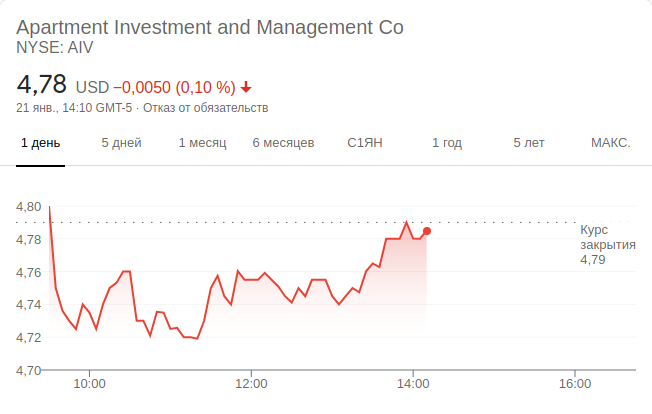 Apartment Investment and Management Co
NYSE: AIV
4,78 USD −0,0050 (0,10 %)
21 янв., 14:10 GMT-5 · Отказ от обязательств
1 день 5 дней 1 месяц 6 месяцев С1ЯН 1 год 5 лет МАКС.
4,80
4,78
4,76
4,74
4,72
4,70
Курс
закрытия
4,79
10:00 12:00 14:00 16:00